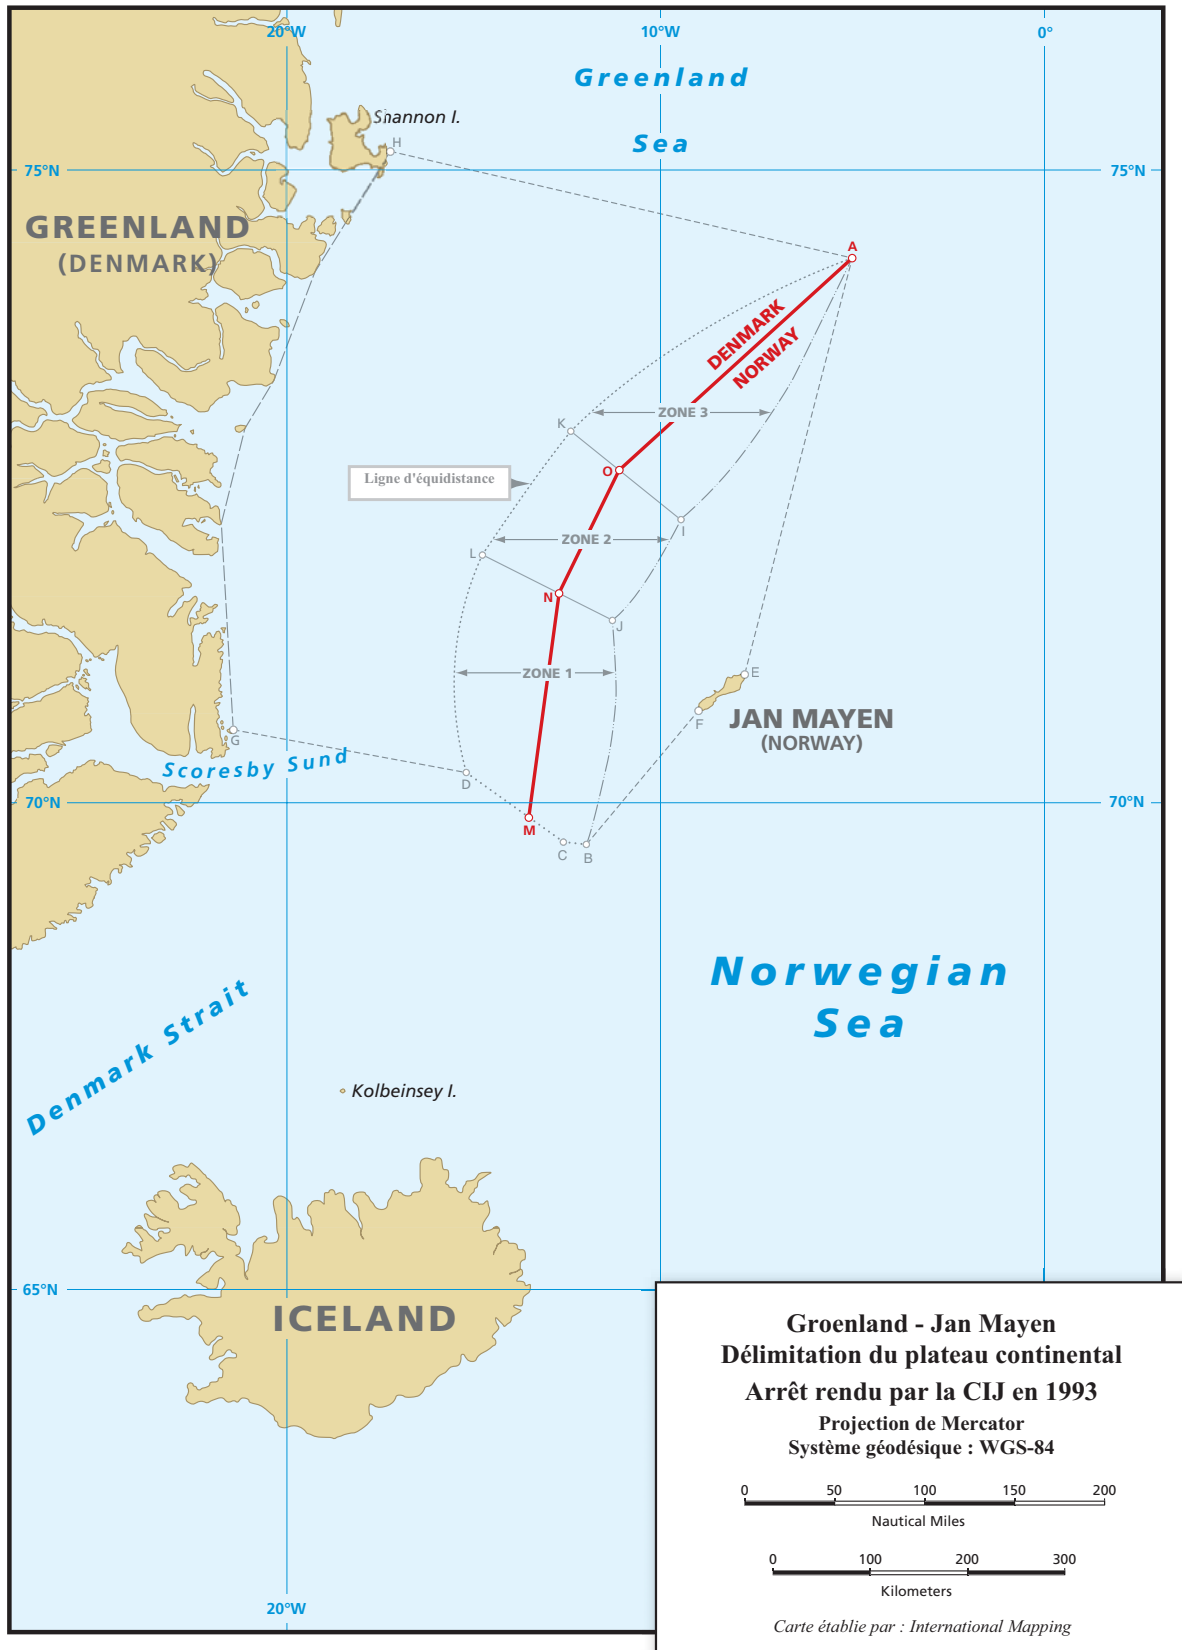 20°W
10°W
0°
Greenland
Sea
Shannon I.
H
75°N
75°N
GREENLAND
(DENMARK)
A
DENMARK
NORWAY
K
ZONE 3
O
Ligne d'équidistance
I
L
ZONE 2
N
J
ZONE 1
E
F
JAN MAYEN
(NORWAY)
G
Scoresby Sund
D
70°N
70°N
M
C
B
Norwegian
Sea
Denmark Strait
Kolbeinsey I.
65°N
ICELAND
Groenland - Jan Mayen
Délimitation du plateau continental
Arrêt rendu par la CIJ en 1993
Projection de Mercator
Système géodésique : WGS-84
0 50 100 150 200
Nautical Miles
0 100 200 300
Kilometers
20°W
Carte établie par : International Mapping